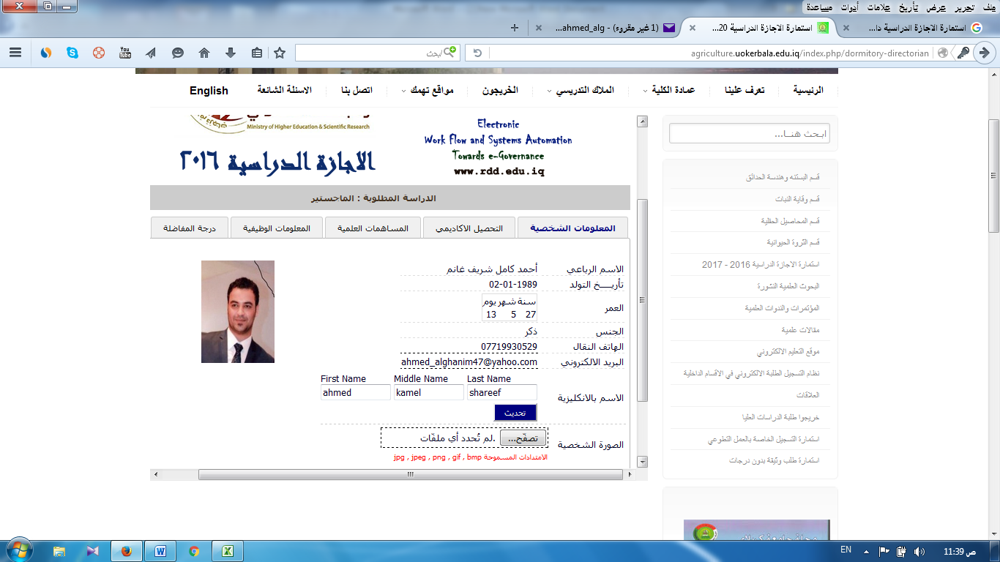 ملف تحرير عرض تأريخ علامات أدوات مساعدة
استمارة الاجازة الدراسية دا...
استمارة الاجازة الدراسية 20...
(1 غير مقروء) - ahmed_alg...
agriculture.uokerbala.edu.iq/index.php/dormitory-directorian
ابحث
You Tube
الرئيسية تعرف علينا عمادة الكلية الملاك التدريسي الخريجون مواقع تهمك اتصل بنا الاسئلة الشائعة English
ابحث هنا...
قسم البستنه وهندسة الحدائق
قسم وقاية النبات
قسم المحاصيل الحقلية
قسم الثروة الحيوانية
استمارة الاجازة الدراسية 2016 - 2017
البحوث العلمية النشورة
المؤتمرات والندوات العلمية
مقالات علمية
موقع التعليم الالكتروني
نظام التسجيل الطلبة الالكتروني في الاقسام الداخلية
العلاقات
خريجوا طلبة الدراسات العليا
استمارة التسجيل الخاصة بالعمل التطوعي
استمارة طلب وثيقة بدون درجات
Ministry of Higher Education & Scientific Research
الاجازة الدراسية ٢٠١٦
Electronic
Work Flow and Systems Automation
Towards e-Governance
www.rdd.edu.iq
الدراسة المطلوبة : الماجستير
المعلومات الشخصية التحصيل الاكاديمي المساهمات العلمية المعلومات الوظيفية درجة المفاضلة
الاسم الرباعي أحمد كامل شريف غانم
تأريـــخ التولد 02-01-1989
العمر
سنة شهر يوم
13 5 27
الجنس ذكر
الهاتف النقال 07719930529
البريد الالكتروني ahmed_alghanim47@yahoo.com
First Name Middle Name Last Name
الاسم بالانكليزية
ahmed kamel shareef
تحديث
الصورة الشخصية
تصفّح... لم تُحدد أي ملفّات.
الامتدادات المسموحة jpg , jpeg , png , gif , bmp
EN
11:39 ص